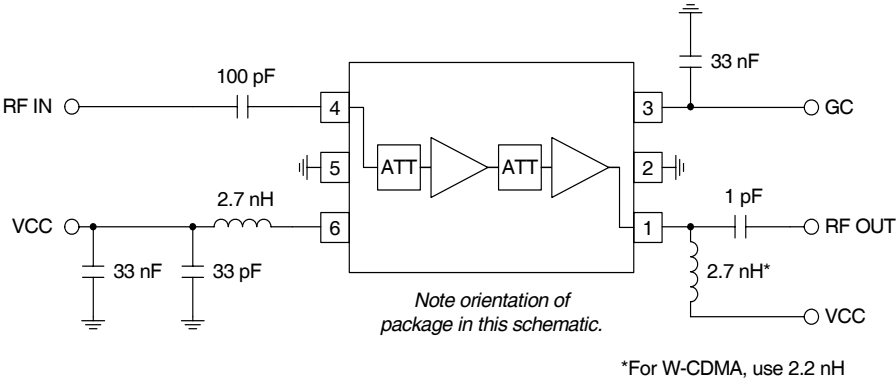 33 nF
100 pF
RF IN
4
3
GC
5
ATT
ATT
2
2.7 nH
1 pF
VCC
6
1
RF OUT
33 nF
33 pF
2.7 nH*
Note orientation of
package in this schematic.
VCC
*For W-CDMA, use 2.2 nH